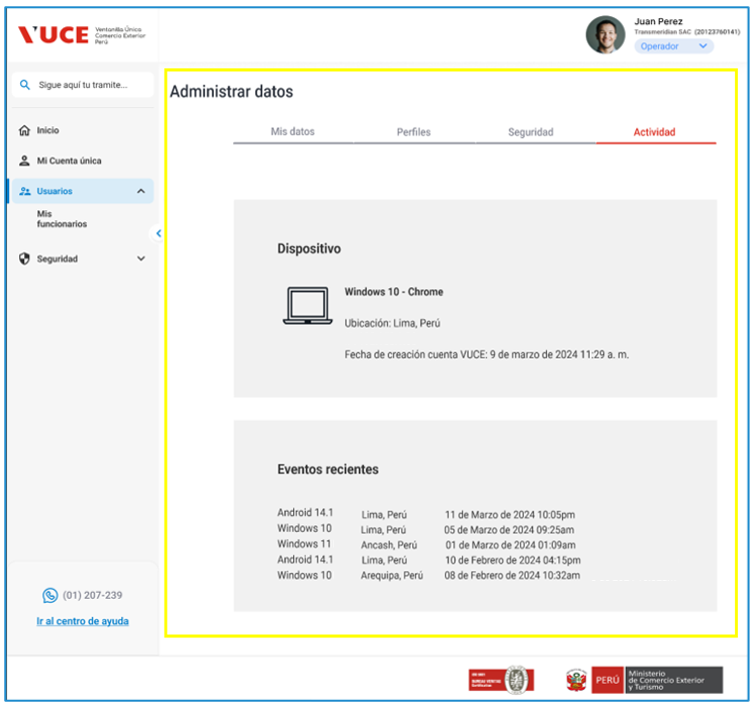 VUCE
Ventanilla Única
Comercio Exterior
Perú
Juan Perez
Transmeridian SAC (20123760141)
Operador
Sigue aquí tu tramite...
Inicio
Mi Cuenta única
Usuarios
Mis
funcionarios
Seguridad
(01) 207-239
Ir al centro de ayuda
Administrar datos
Mis datos Perfiles Seguridad Actividad
Dispositivo
Windows 10 - Chrome
Ubicación: Lima, Perú
Fecha de creación cuenta VUCE: 9 de marzo de 2024 11:29 a. m.
Eventos recientes
Android 14.1 Lima, Perú 11 de Marzo de 2024 10:05pm
Windows 10 Lima, Perú 05 de Marzo de 2024 09:25am
Windows 11 Ancash, Perú 01 de Marzo de 2024 01:09am
Android 14.1 Lima, Perú 10 de Febrero de 2024 04:15pm
Windows 10 Arequipa, Perú 08 de Febrero de 2024 10:32am
BUREAU VERITAS
Certification
PERÚ
Ministerio
de Comercio Exterior
y Turismo